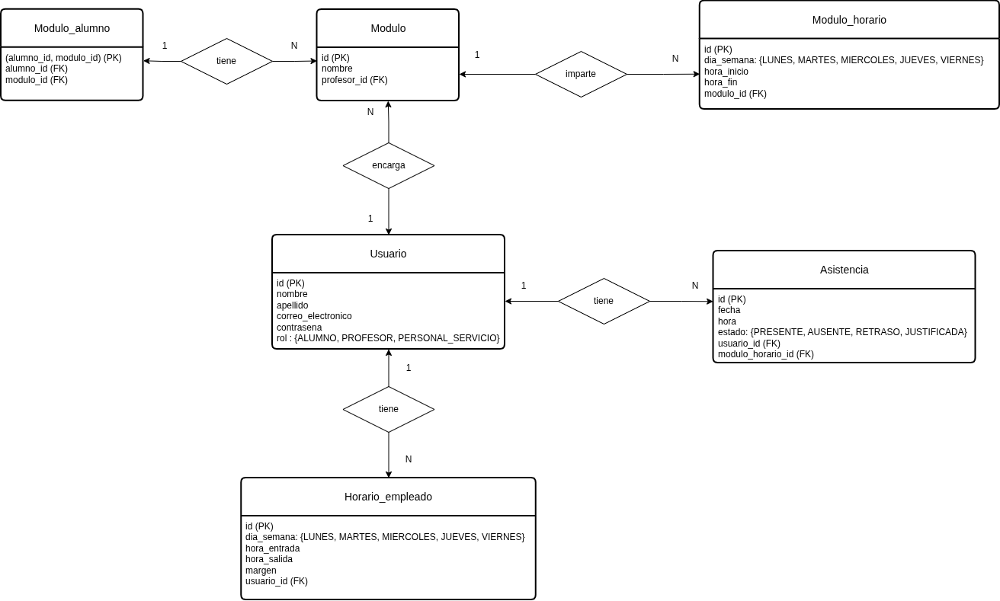 Modulo_alumno
(alumno_id, modulo_id) (PK)
alumno_id (FK)
modulo_id (FK)
1
tiene
N
Modulo
id (PK)
nombre
profesor_id (FK)
1
imparte
N
Modulo_horario
id (PK)
dia_semana: {LUNES, MARTES, MIERCOLES, JUEVES, VIERNES}
hora_inicio
hora_fin
modulo_id (FK)
N
encarga
1
Usuario
id (PK)
nombre
apellido
correo_electronico
contrasena
rol : {ALUMNO, PROFESOR, PERSONAL_SERVICIO}
1
tiene
N
Asistencia
id (PK)
fecha
hora
estado: {PRESENTE, AUSENTE, RETRASO, JUSTIFICADA}
usuario_id (FK)
modulo_horario_id (FK)
1
tiene
N
Horario_empleado
id (PK)
dia_semana: {LUNES, MARTES, MIERCOLES, JUEVES, VIERNES}
hora_entrada
hora_salida
margen
usuario_id (FK)